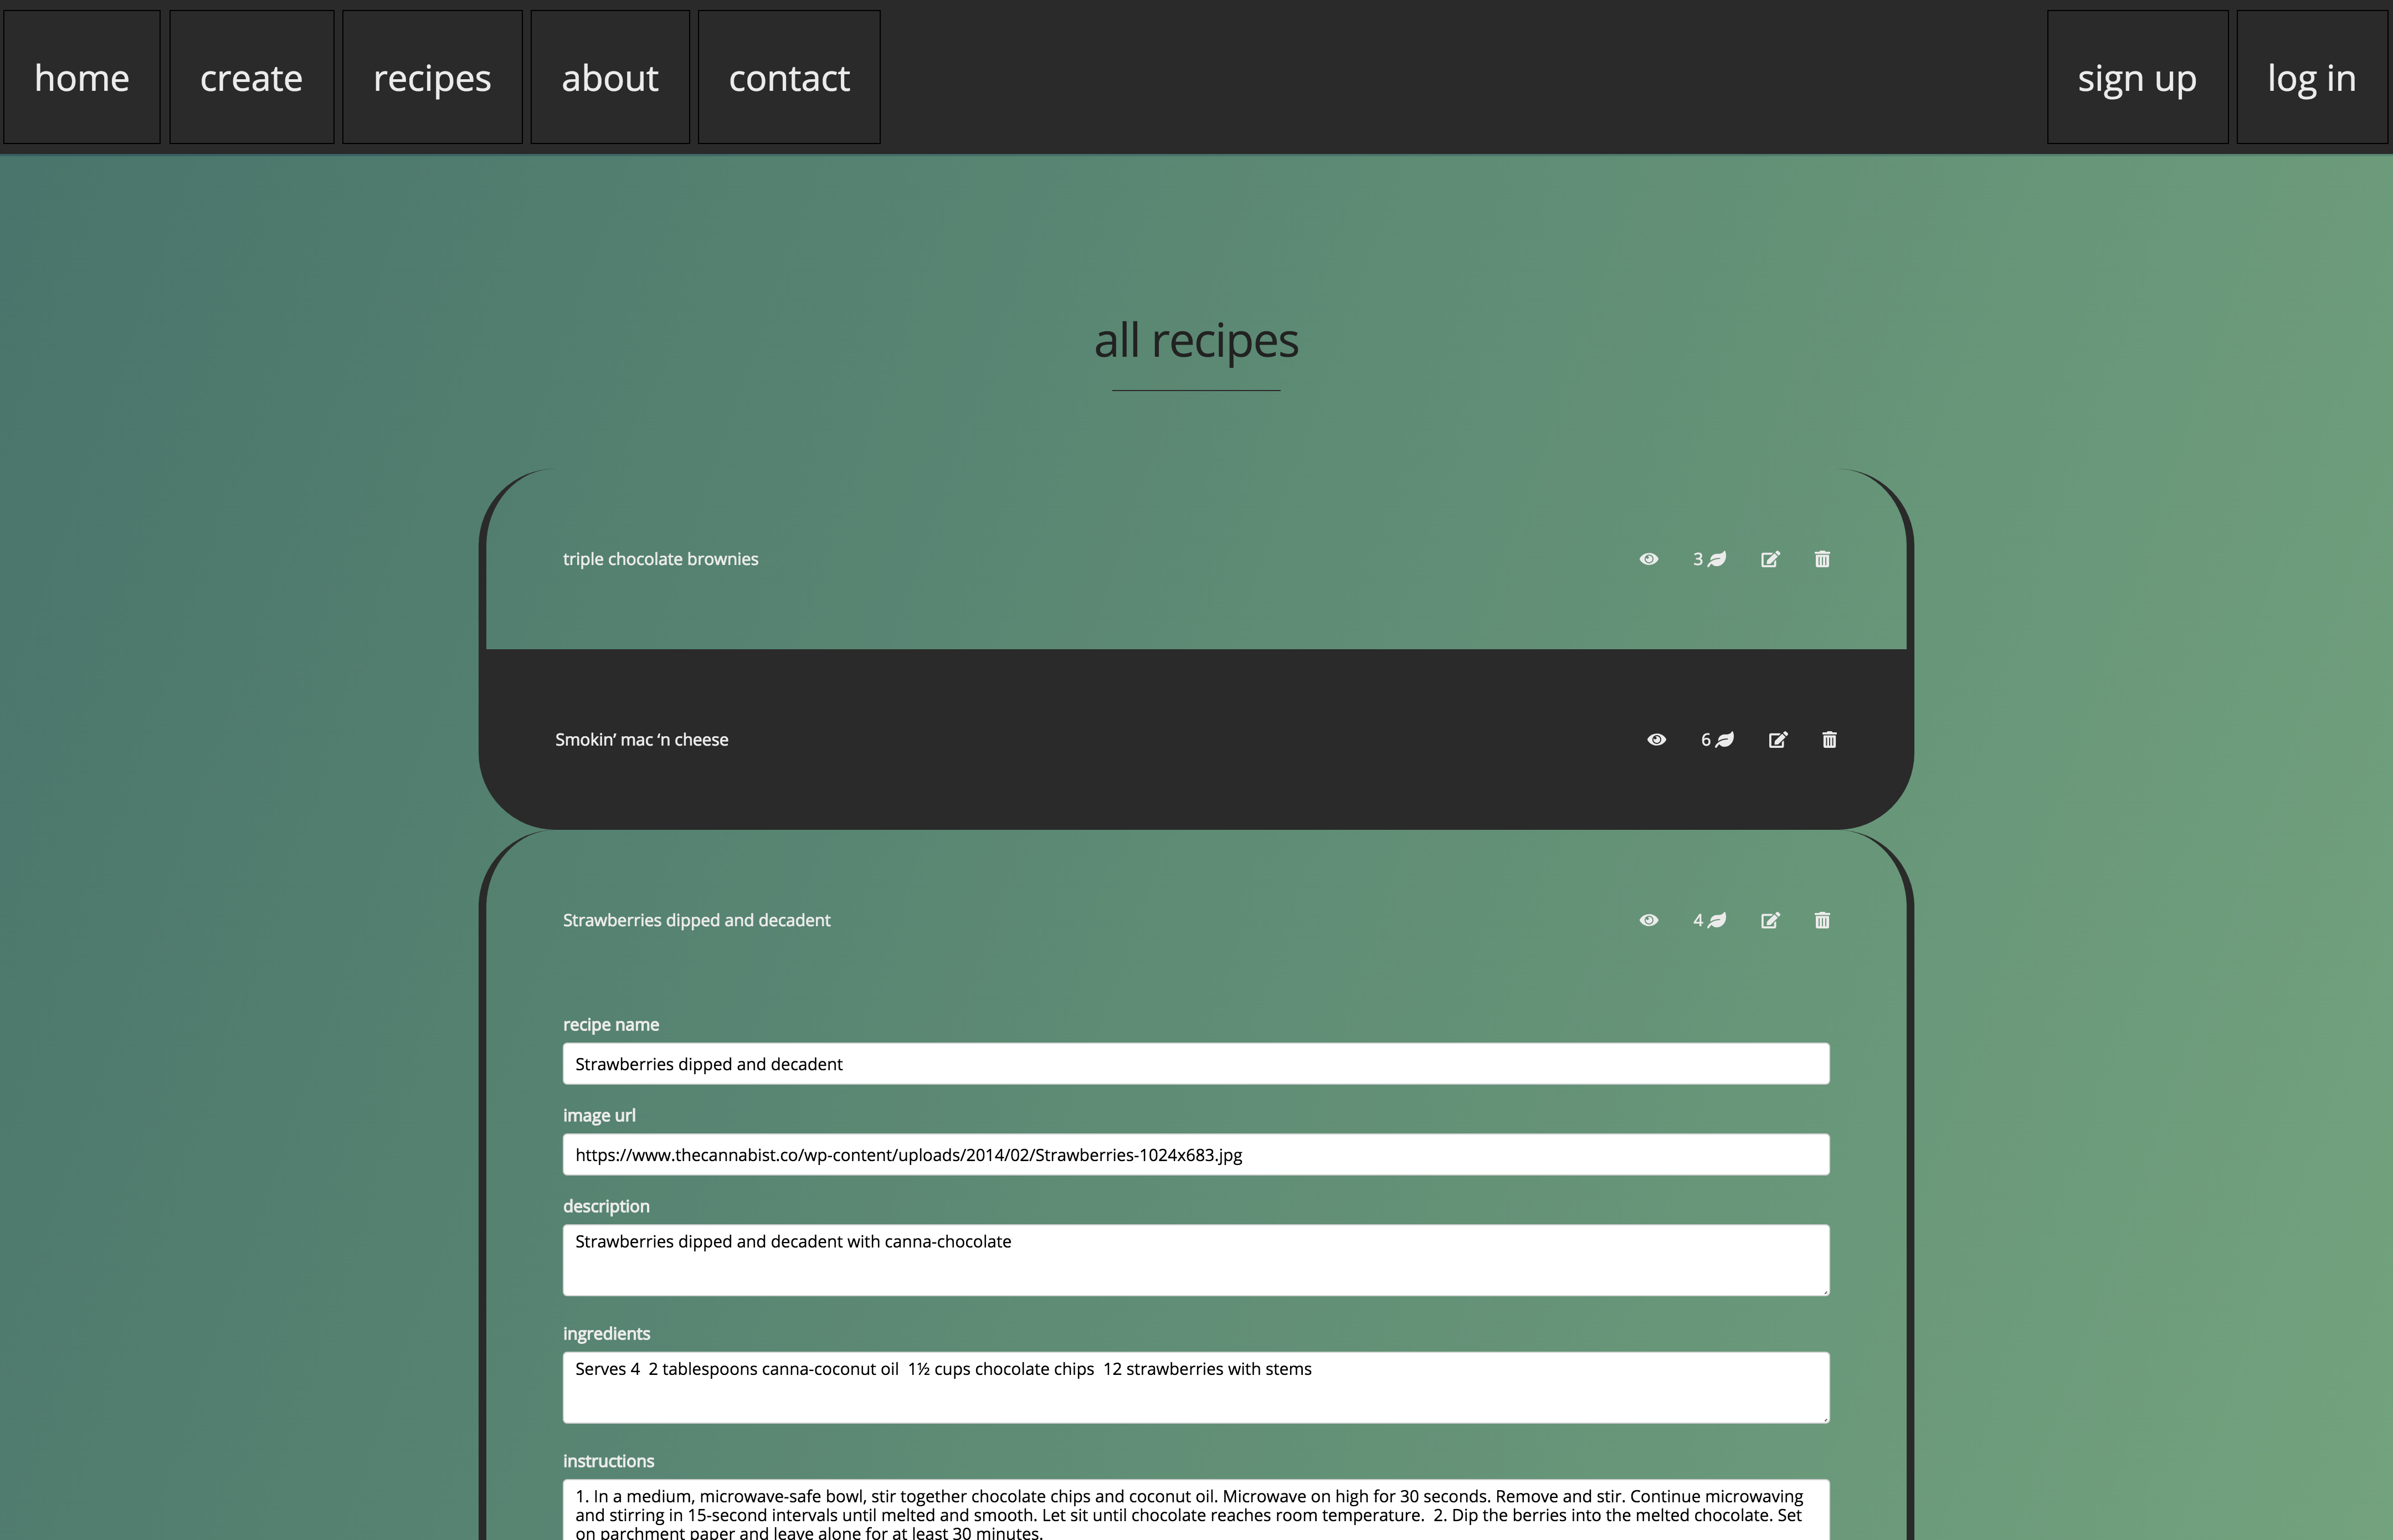 home create recipes about contact sign up log in
all recipes
triple chocolate brownies 3
Smokin’ mac ‘n cheese 6
Strawberries dipped and decadent 4
recipe name
Strawberries dipped and decadent
image url
https://www.thecannabist.co/wp-content/uploads/2014/02/Strawberries-1024x683.jpg
description
Strawberries dipped and decadent with canna-chocolate
ingredients
Serves 4  2 tablespoons canna-coconut oil  1½ cups chocolate chips  12 strawberries with stems
instructions
1. In a medium, microwave-safe bowl, stir together chocolate chips and coconut oil. Microwave on high for 30 seconds. Remove and stir. Continue microwaving
and stirring in 15-second intervals until melted and smooth. Let sit until chocolate reaches room temperature.  2. Dip the berries into the melted chocolate. Set
on parchment paper and leave alone for at least 30 minutes.